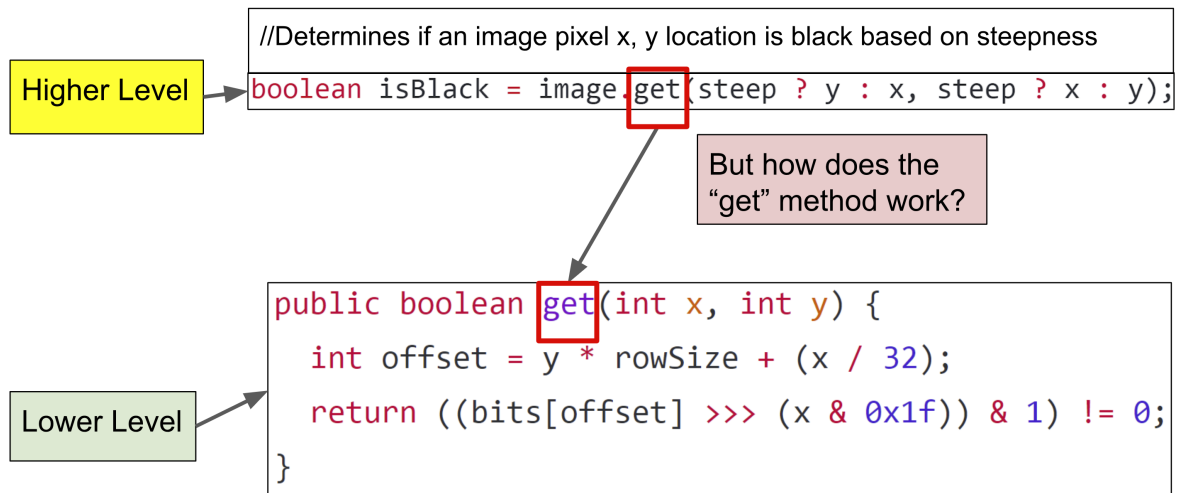 //Determines if an image pixel x, y location is black based on steepness
Higher Level
boolean isBlack = image.get(steep ? y : x, steep ? x : y);
But how does the
“get” method work?
public boolean get(int x, int y) {
int offset = y * rowSize + (x / 32);
return ((bits[offset] >>> (x & 0x1f)) & 1) != 0;
}
Lower Level